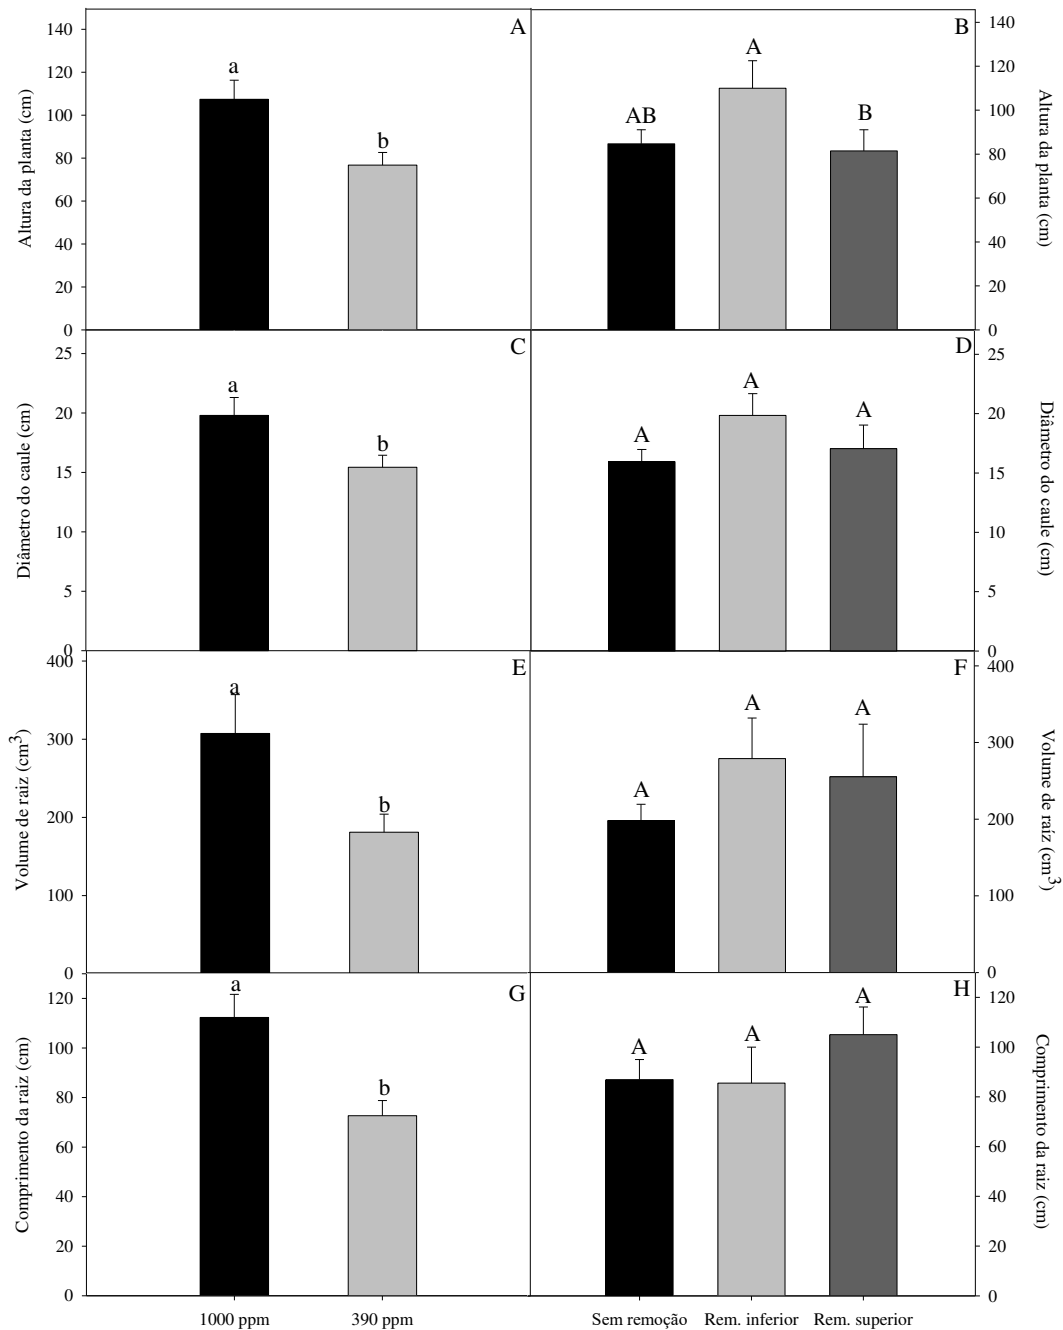 A
Altura da planta (cm)
140
120
100
80
60
40
20
0
a
b
B
Altura da planta (cm)
140
120
100
80
60
40
20
0
AB
A
B
C
Diâmetro do caule (cm)
25
20
15
10
5
0
a
b
D
Diâmetro do caule (cm)
25
20
15
10
5
0
A
A
A
E
Volume de raiz (cm3)
400
300
200
100
0
a
b
F
Volume de raíz (cm3)
400
300
200
100
0
A
A
A
G
Comprimento da raiz (cm)
120
100
80
60
40
20
0
a
b
H
Comprimento da raiz (cm)
120
100
80
60
40
20
0
A
A
A
1000 ppm
390 ppm
Sem remoção
Rem. inferior
Rem. superior